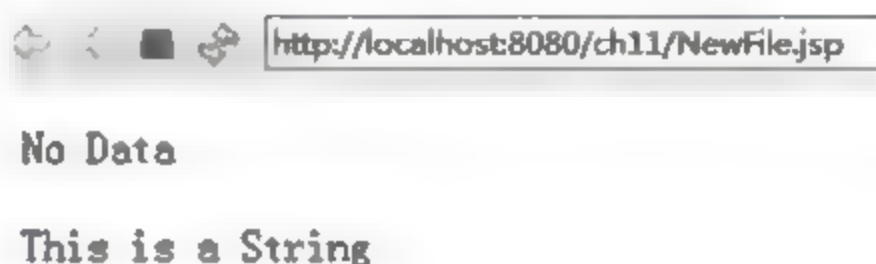 http://localhost:8080/ch11/NewFile.jsp
No Data
This is a String